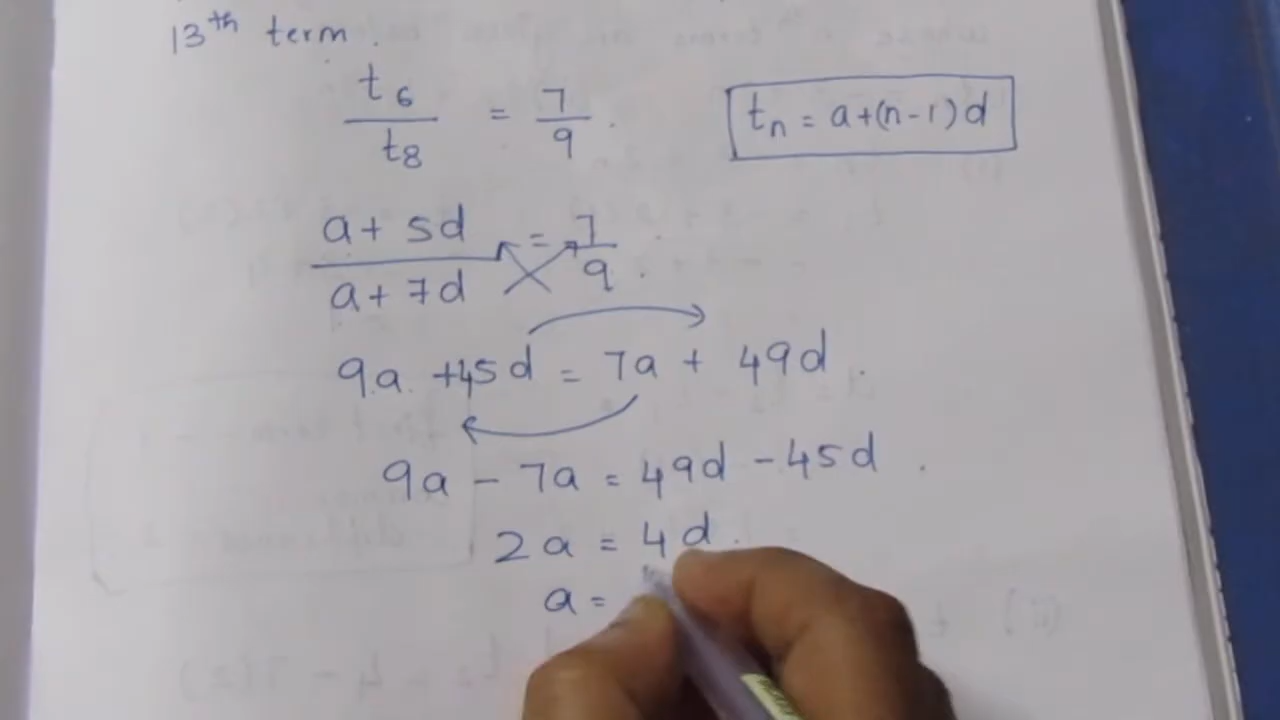 13th term.
t6/t8 = 7/9.
tn = a+(n-1)d
a+5d/a+7d = 7/9.
9a +45d = 7a + 49d.
9a - 7a = 49d - 45d.
2a = 4d.
a =